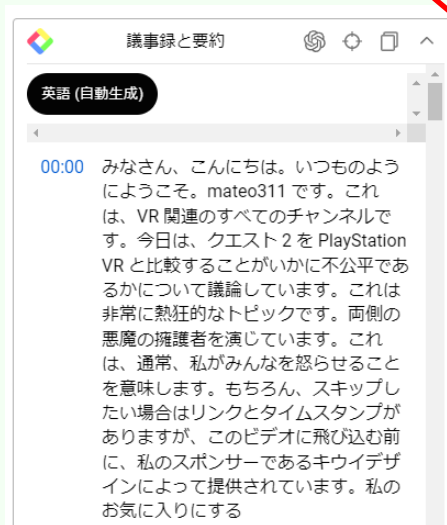 議事録と要約
英語 (自動生成)
00:00 みなさん、こんにちは。いつものよう
にようこそ。mateo311 です。これ
は、VR 関連のすべてのチャンネルで
す。今日は、クエスト 2 を PlayStation
VR と比較することがいかに不公平であ
るかについて議論しています。これは
非常に熱狂的なトピックです。両側の
悪魔の擁護者を演じています。これ
は、通常、私がみんなを怒らせること
を意味します。もちろん、スキップし
たい場合はリンクとタイムスタンプが
ありますが、このビデオに飛び込む前
に、私のスポンサーであるキウイデザ
インによって提供されています。私の
お気に入りにする